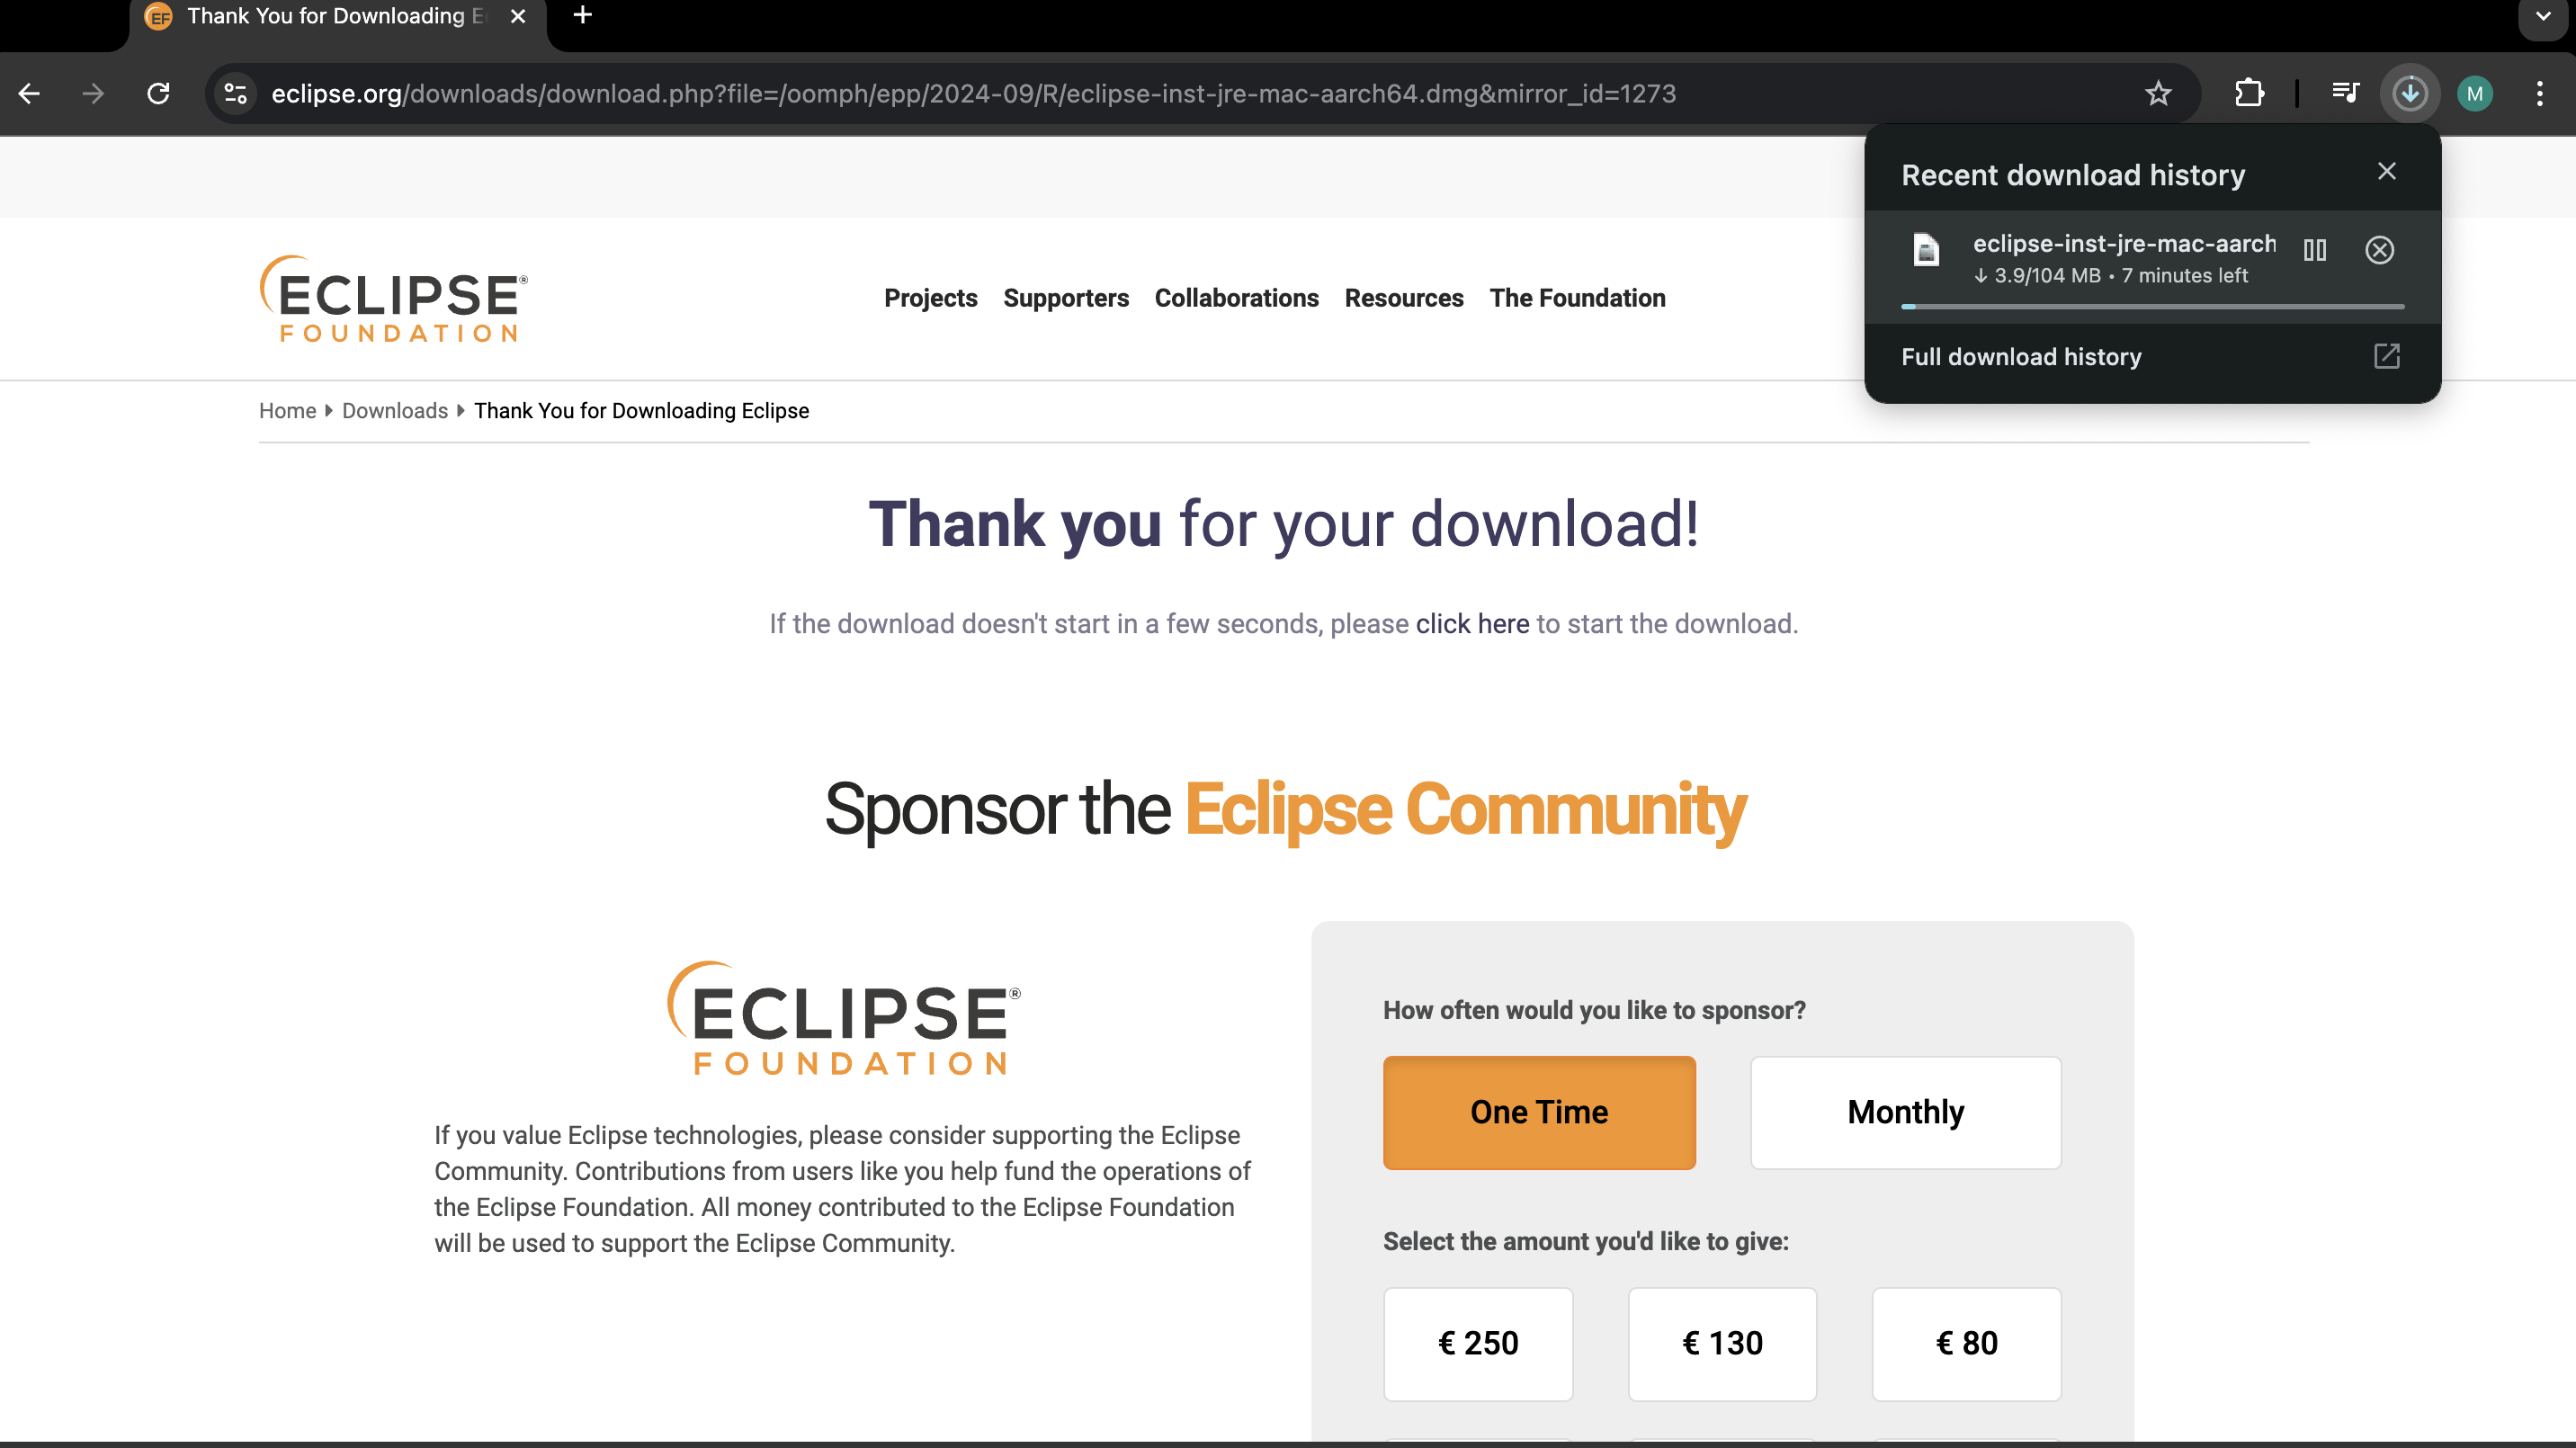 Thank You for Downloading E
eclipse.org/downloads/download.php?file=/oomph/epp/2024-09/R/eclipse-inst-jre-mac-aarch64.dmg&mirror_id=1273
M
Recent download history
eclipse-inst-jre-mac-aarch
3.9/104 MB • 7 minutes left
Full download history
ECLIPSE®
FOUNDATION
Projects Supporters Collaborations Resources The Foundation
Home Downloads Thank You for Downloading Eclipse
Thank you for your download!
If the download doesn't start in a few seconds, please click here to start the download.
Sponsor the Eclipse Community
ECLIPSE®
FOUNDATION
If you value Eclipse technologies, please consider supporting the Eclipse
Community. Contributions from users like you help fund the operations of
the Eclipse Foundation. All money contributed to the Eclipse Foundation
will be used to support the Eclipse Community.
How often would you like to sponsor?
One Time Monthly
Select the amount you'd like to give:
€ 250 € 130 € 80